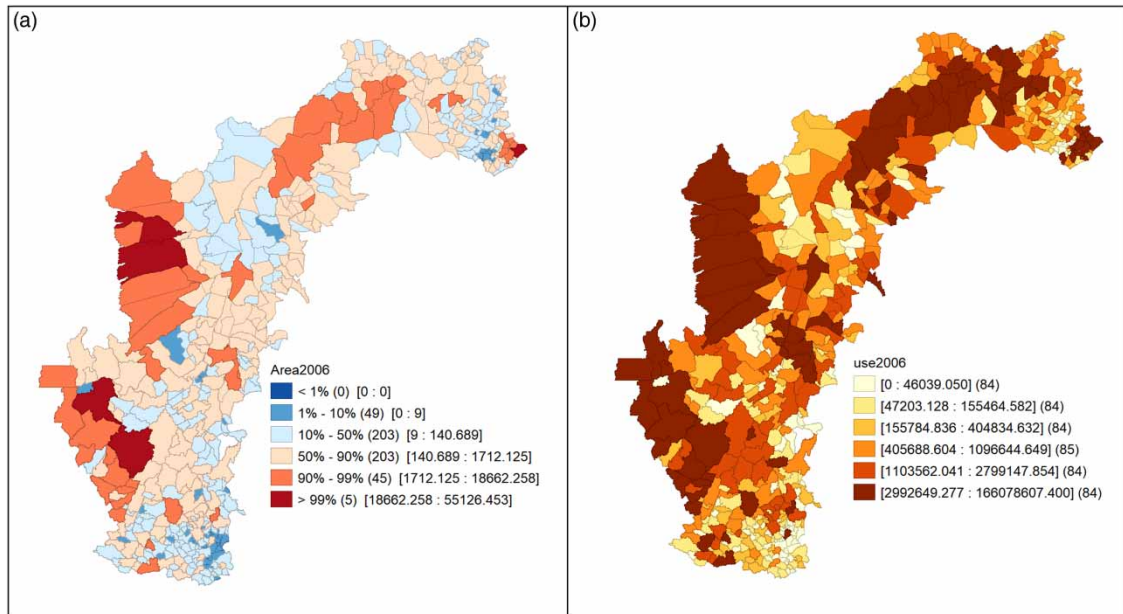 (a)
Area2006
< 1% (0) [0 : 0]
1% - 10% (49) [0 : 9]
10% - 50% (203) [9 : 140.689]
50% - 90% (203) [140.689 : 1712.125]
90% - 99% (45) [1712.125 : 18662.258]
> 99% (5) [18662.258 : 55126.453]
(b)
use2006
[0 : 46039.050] (84)
[47203.128 : 155464.582] (84)
[155784.836 : 404834.632] (84)
[405688.604 : 1096644.649] (85)
[1103562.041 : 2799147.854] (84)
[2992649.277 : 166078607.400] (84)